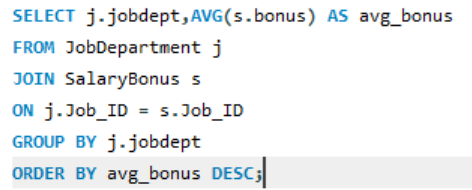 SELECT j.jobdept,AVG(s.bonus) AS avg_bonus
FROM JobDepartment j
JOIN SalaryBonus s
ON j.Job_ID = s.Job_ID
GROUP BY j.jobdept
ORDER BY avg_bonus DESC;